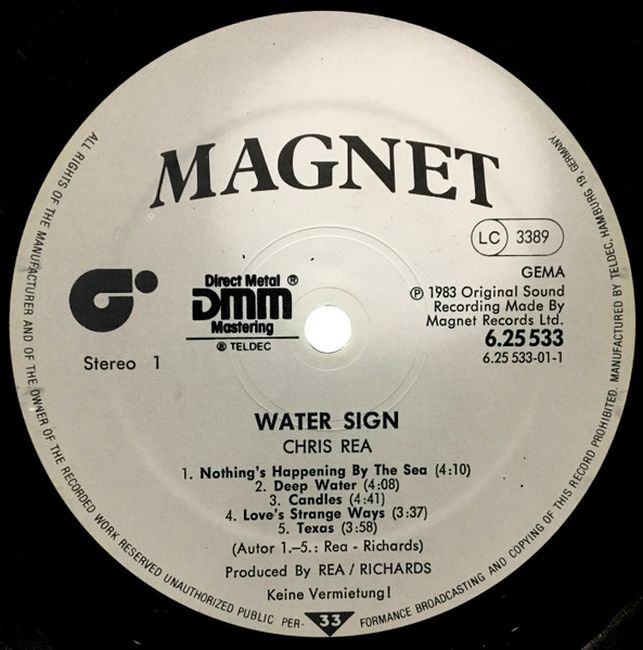 MAGNET
LC 3389
GEMA
℗ 1983 Original Sound
Recording Made By
Magnet Records Ltd.
6.25 533
6.25 533-01-1
Direct Metal ®
DMM
Mastering
® TELDEC
Stereo 1
WATER SIGN
CHRIS REA
1. Nothing's Happening By The Sea (4:10)
2. Deep Water (4:08)
3. Candles (4:41)
4. Love's Strange Ways (3:37)
5. Texas (3:58)
(Autor 1.–5.: Rea - Richards)
Produced By REA / RICHARDS
Keine Vermietung!
33
ALL RIGHTS OF THE MANUFACTURER AND OF THE OWNER OF THE RECORDED WORK RESERVED UNAUTHORIZED PUBLIC PER- FORMANCE BROADCASTING AND COPYING OF THIS RECORD PROHIBITED. MANUFACTURED BY TELDEC, HAMBURG 19, GERMANY